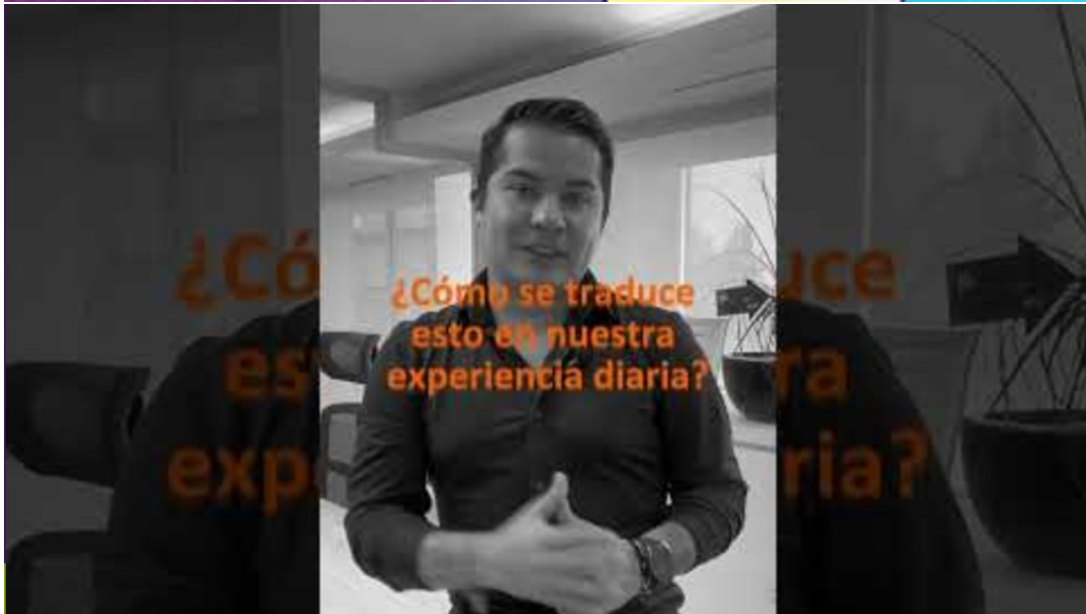 ¿Cómo se traduce
esto en nuestra
experiencia diaria?